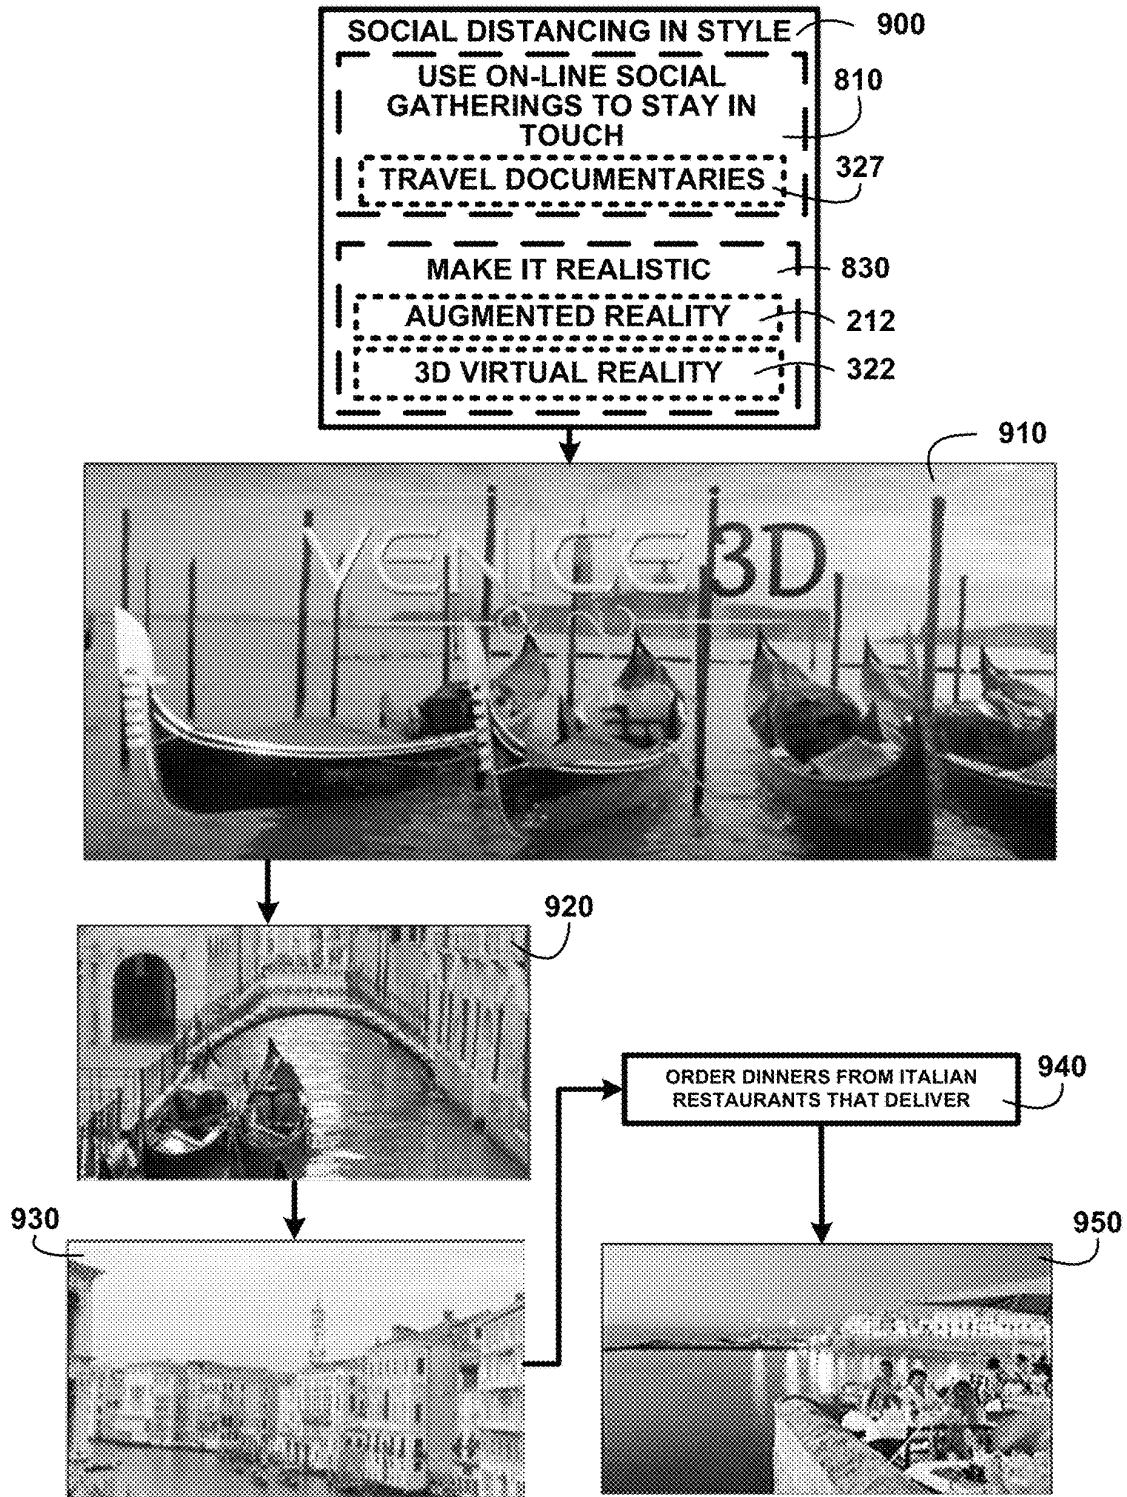 SOCIAL DISTANCING IN STYLE
900
USE ON-LINE SOCIAL
GATHERINGS TO STAY IN
TOUCH
810
TRAVEL DOCUMENTARIES
327
MAKE IT REALISTIC
830
AUGMENTED REALITY
212
3D VIRTUAL REALITY
322
910
VENICE 3D
920
ORDER DINNERS FROM ITALIAN
RESTAURANTS THAT DELIVER
940
930
950